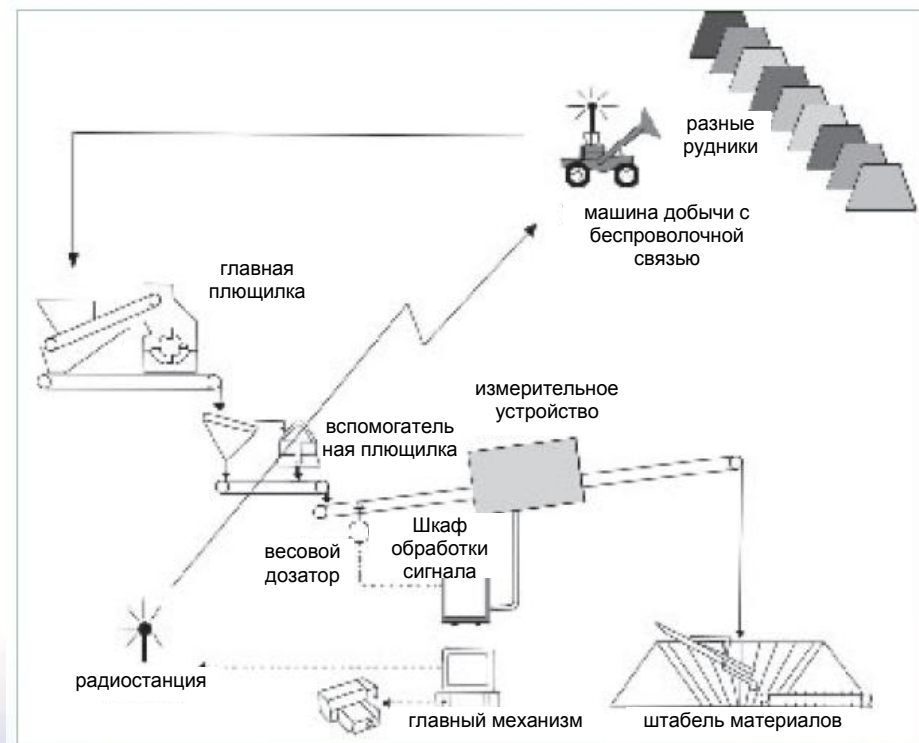 разные
рудники
машина добычи с
беспроволочной
связью
главная
плющилка
измерительное
устройство
вспомогатель
ная плющилка
Шкаф
обработки
сигнала
весовой
дозатор
радиостанция
главный механизм
штабель материалов